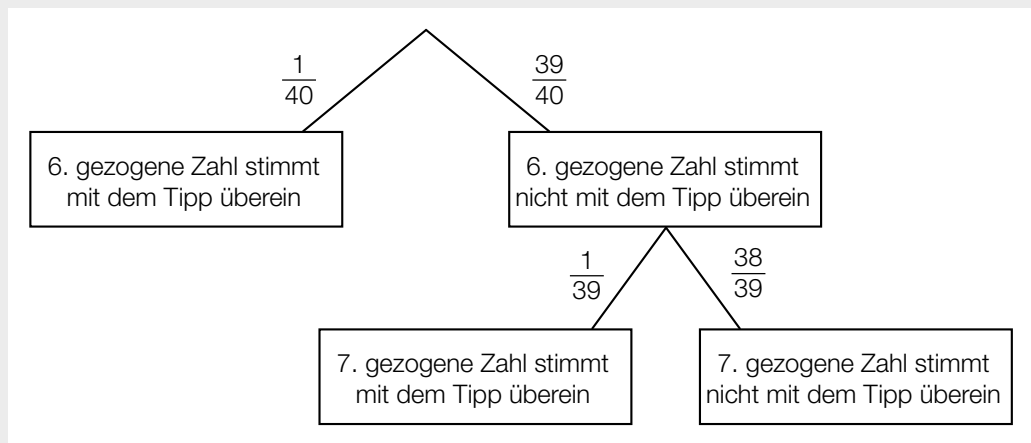 1
40
39
40
6. gezogene Zahl stimmt
mit dem Tipp überein
6. gezogene Zahl stimmt
nicht mit dem Tipp überein
1
39
38
39
7. gezogene Zahl stimmt
mit dem Tipp überein
7. gezogene Zahl stimmt
nicht mit dem Tipp überein